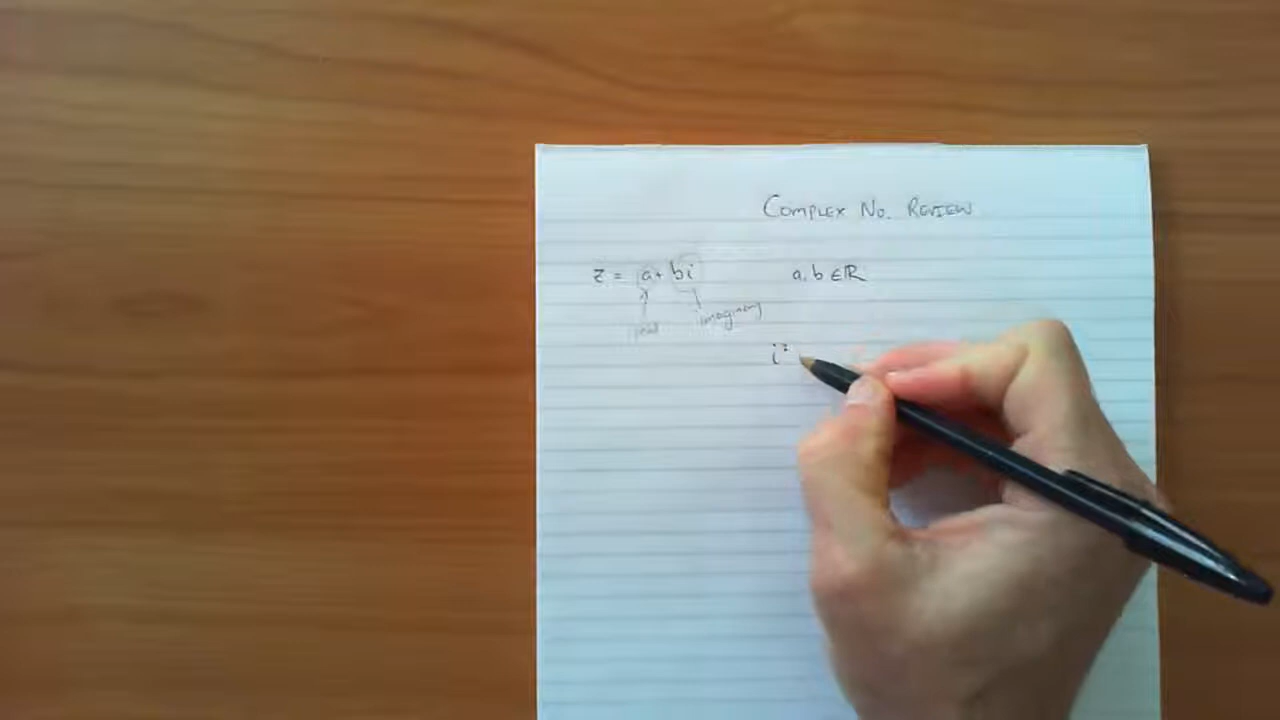 COMPLEX NO. REVIEW
z = a + bi a, b ∈ ℝ
real imaginary
i²